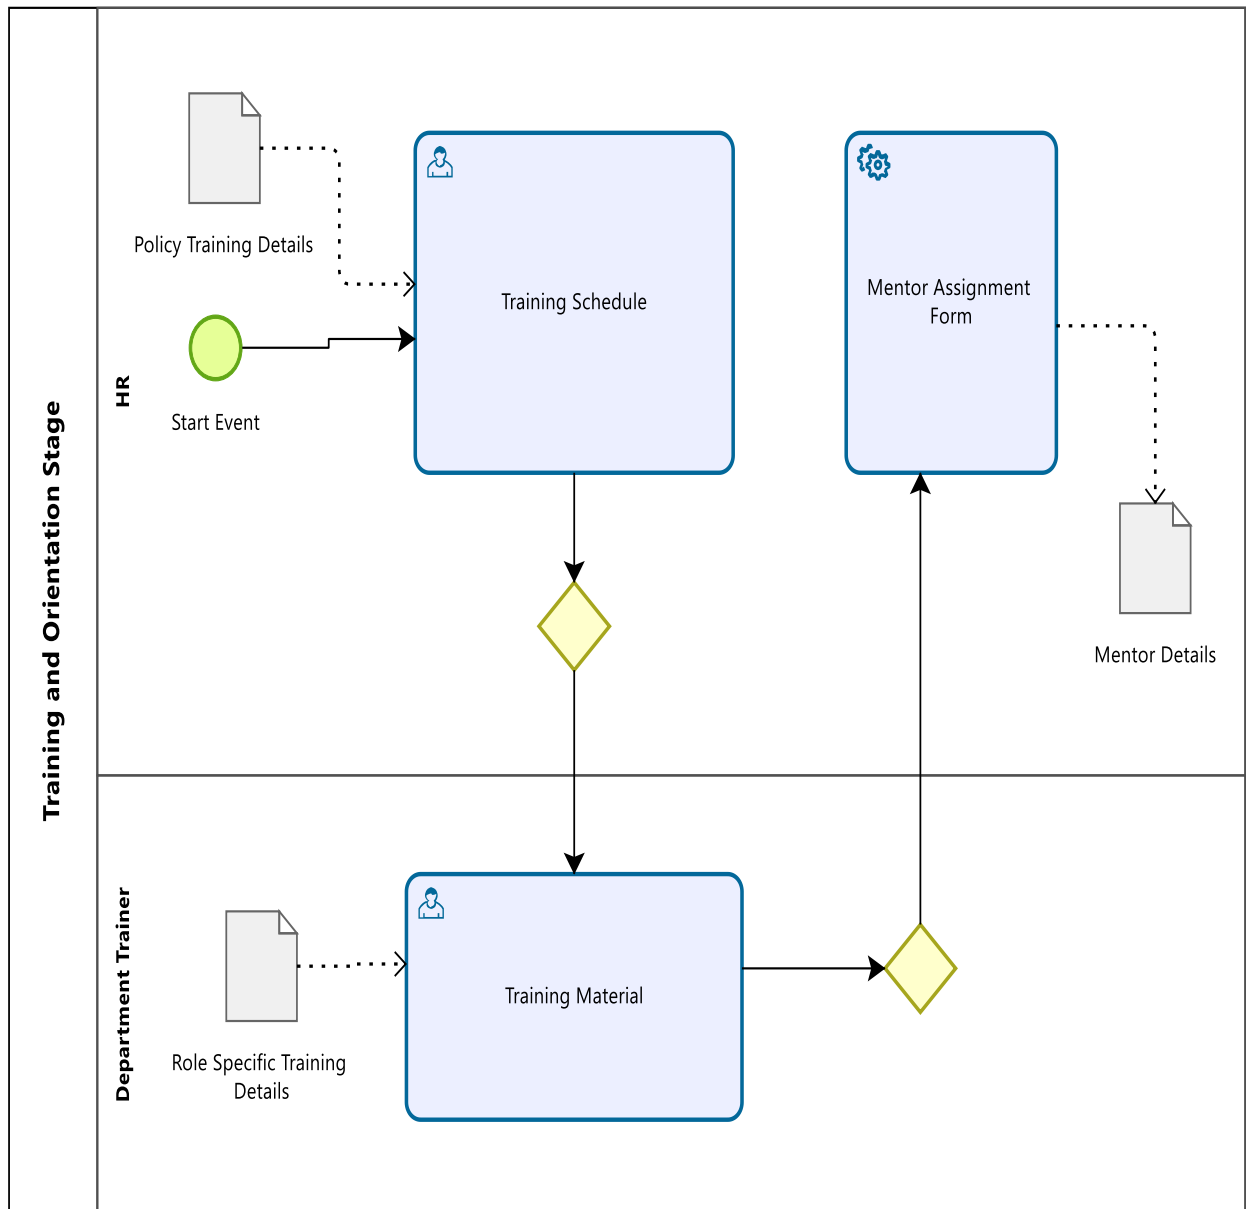 Training and Orientation Stage
HR
Policy Training Details
Start Event
Training Schedule
Mentor Assignment
Form
Mentor Details
Department Trainer
Role Specific Training
Details
Training Material